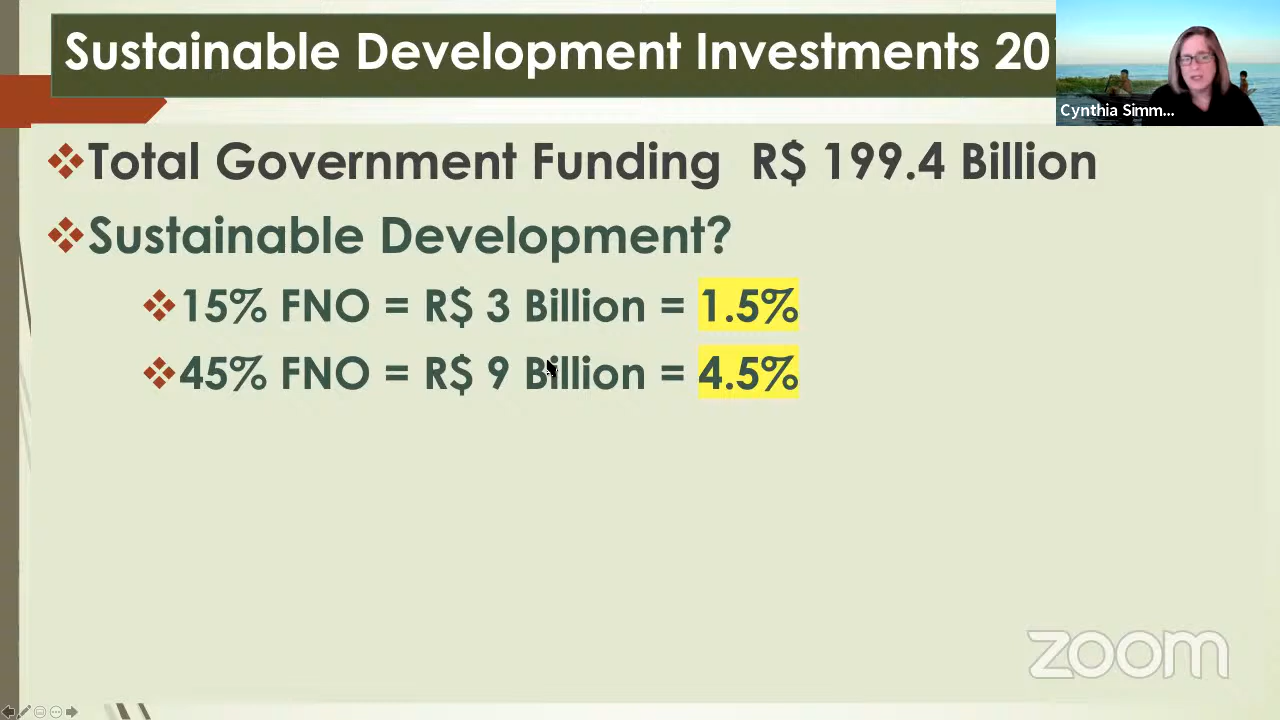 Sustainable Development Investments 20
Cynthia Simm...
Total Government Funding R$ 199.4 Billion
Sustainable Development?
15% FNO = R$ 3 Billion = 1.5%
45% FNO = R$ 9 Billion = 4.5%
zoom